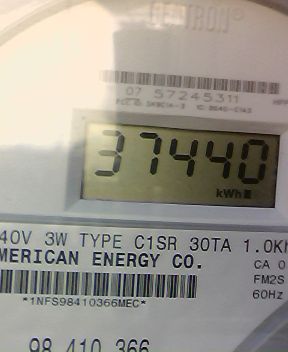 07 57245311
37440
kWh
40V 3W TYPE C1SR 30TA 1.0Kh
MERICAN ENERGY CO.
CA 0
FM2S
60Hz
*1NFS98410366MEC*
98 410 366